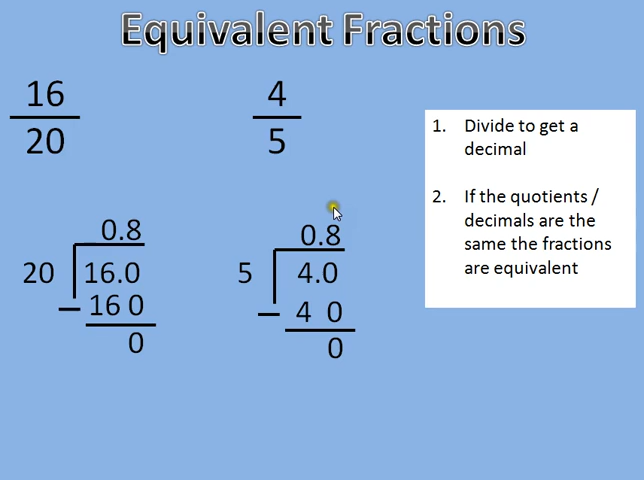 Equivalent Fractions
16
20
4
5
1. Divide to get a
decimal
2. If the quotients /
decimals are the
same the fractions
are equivalent
0.8
20 16.0
– 16 0
0
0.8
5 4.0
– 4 0
0